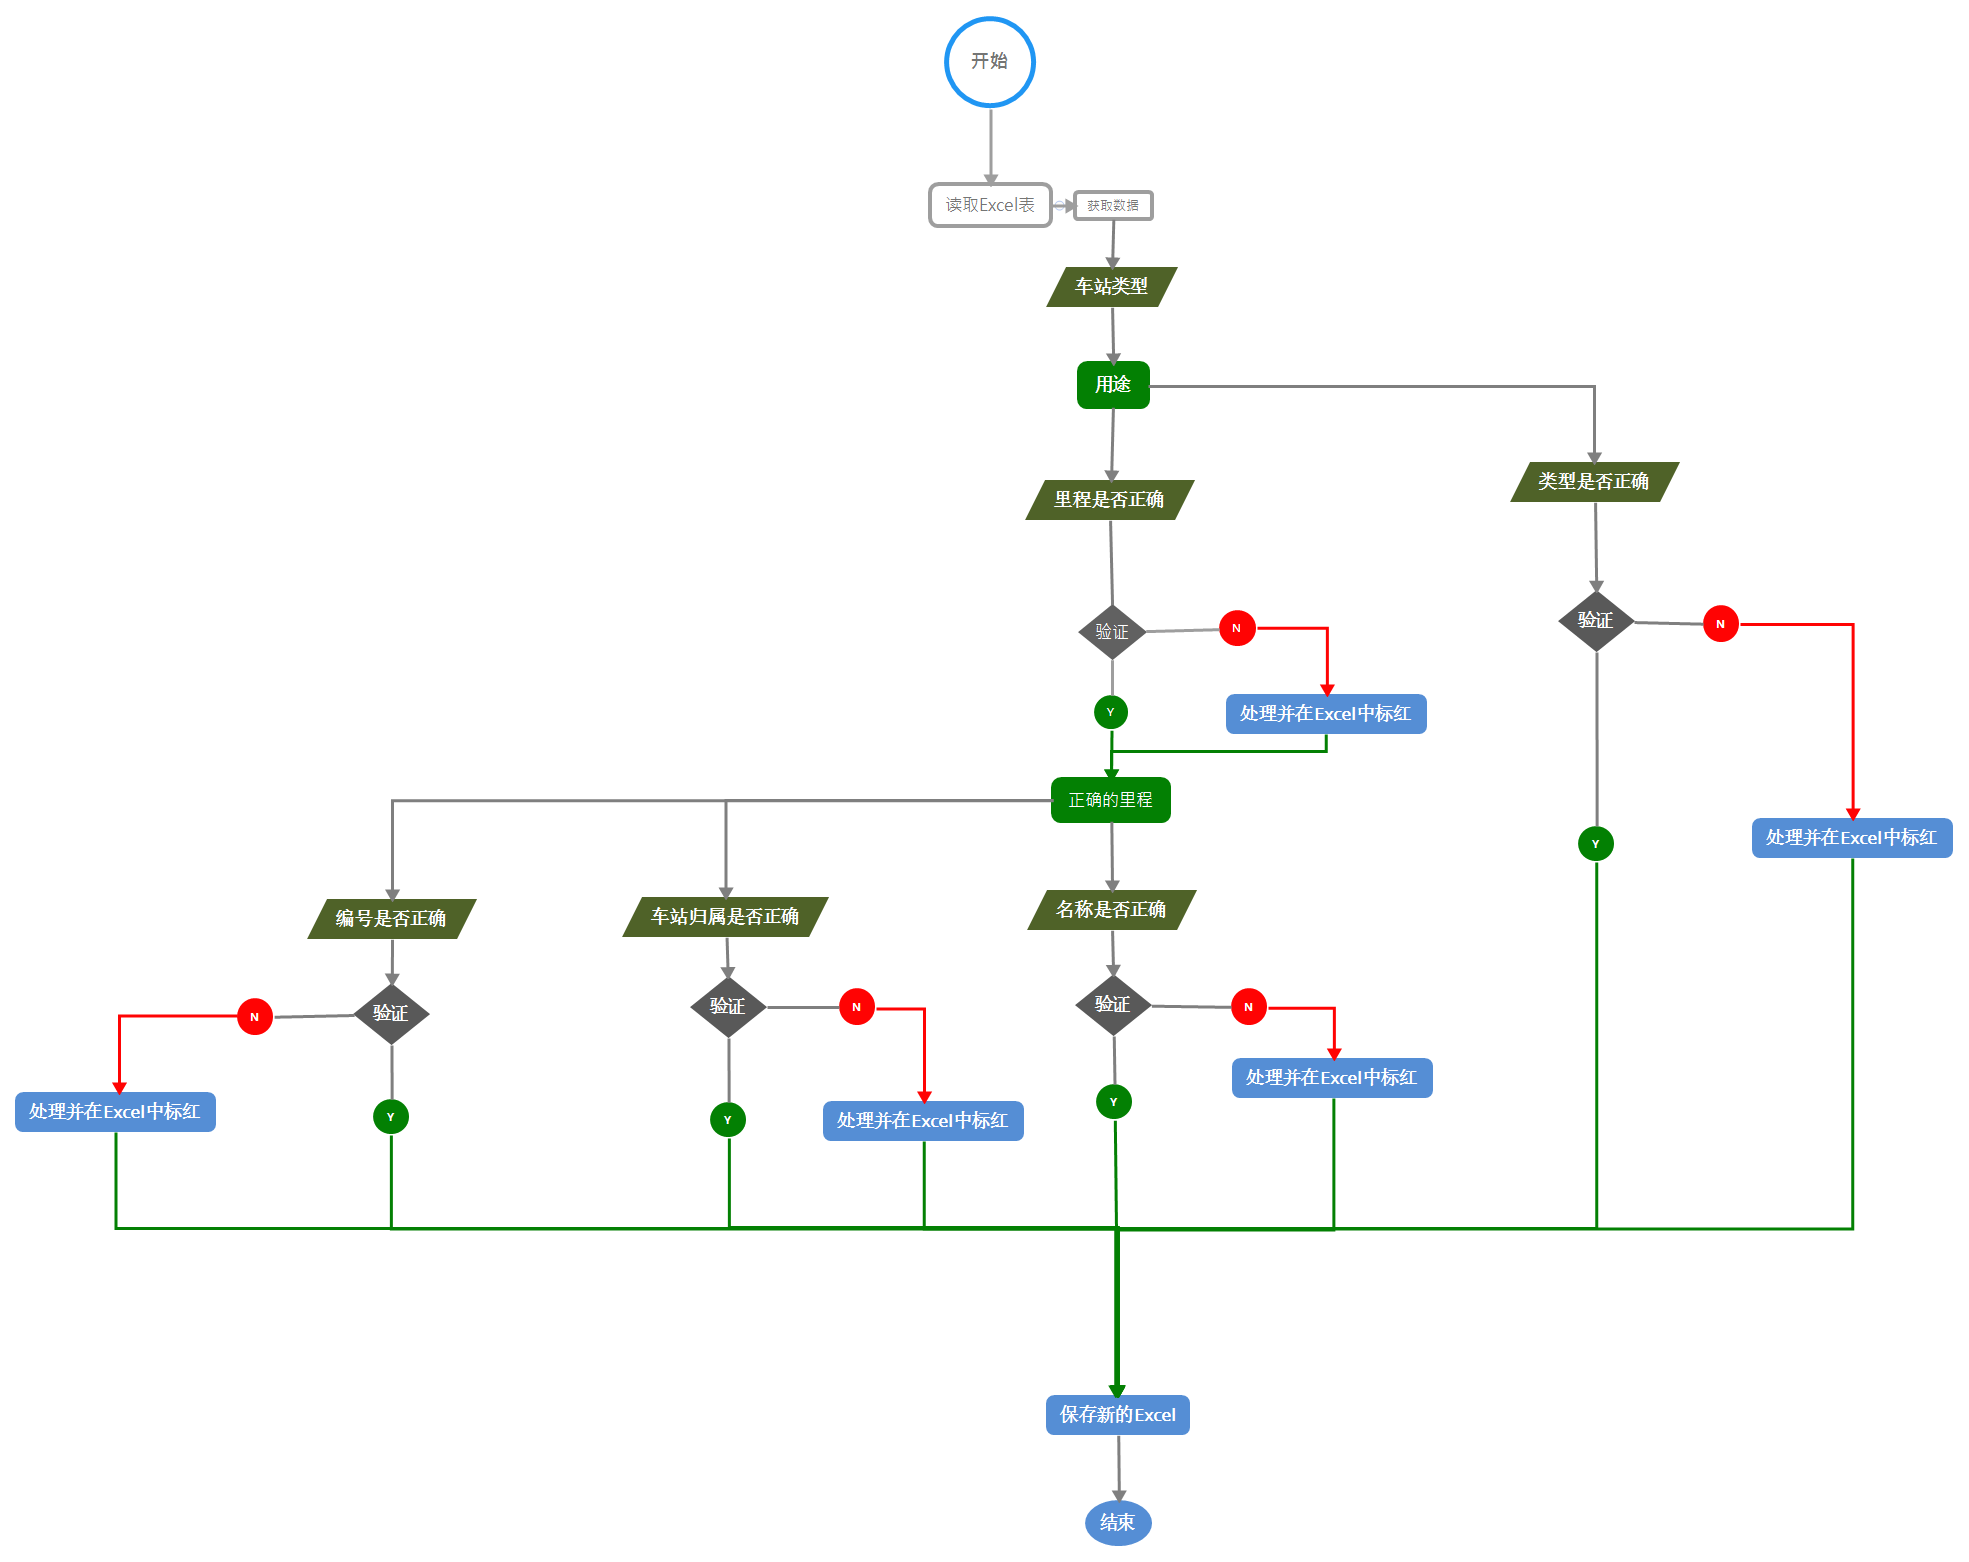 开始
读取Excel表
获取数据
车站类型
用途
里程是否正确
类型是否正确
验证
N
验证
N
Y
处理并在Excel中标红
正确的里程
Y
处理并在Excel中标红
编号是否正确
车站归属是否正确
名称是否正确
N
验证
验证
N
验证
N
处理并在Excel中标红
Y
Y
处理并在Excel中标红
Y
处理并在Excel中标红
保存新的Excel
结束